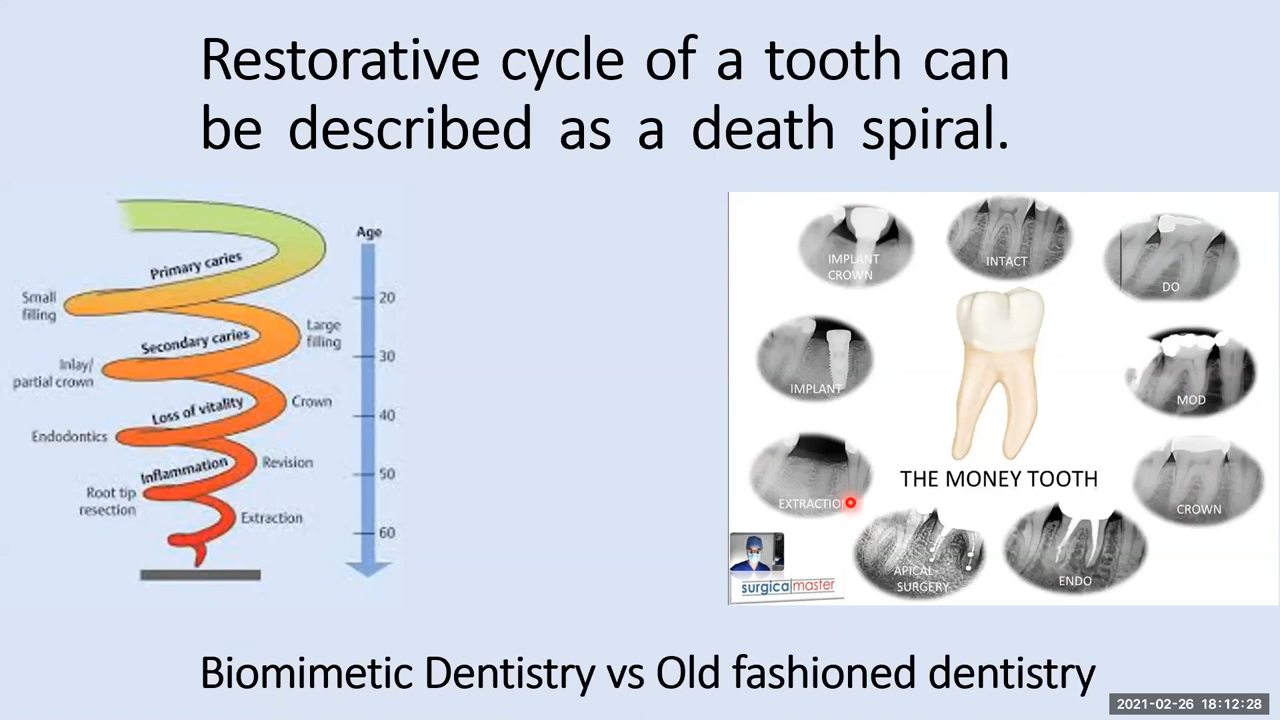 Restorative cycle of a tooth can
be described as a death spiral.
Age
Primary caries
20
Small
filling
Large
filling
Secondary caries
30
Inlay/
partial crown
Crown
Loss of vitality
40
Endodontics
Revision
Inflammation
50
Root tip
resection
Extraction
60
IMPLANT
CROWN
INTACT
DO
IMPLANT
MOD
THE MONEY TOOTH
EXTRACTIO
CROWN
APICAL
SURGERY
ENDO
surgical|master
Biomimetic Dentistry vs Old fashioned dentistry
2021-02-26 18:12:28